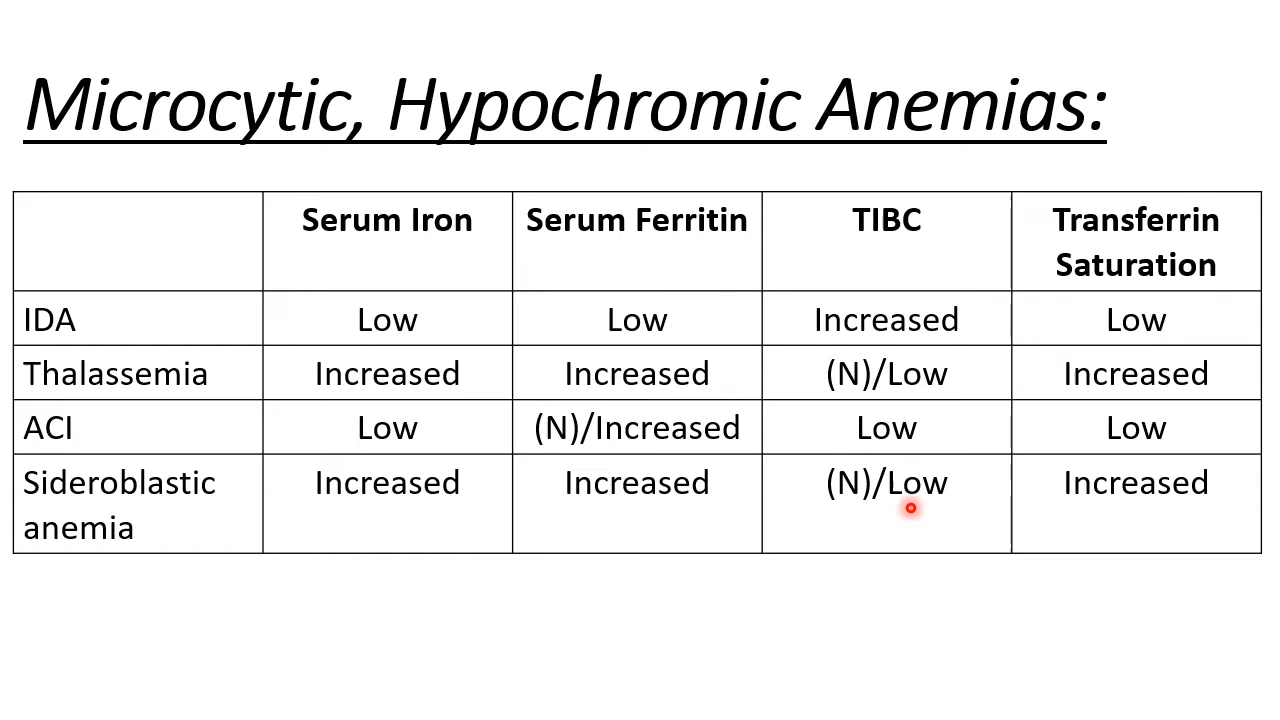 Microcytic, Hypochromic Anemias:
Serum Iron Serum Ferritin TIBC Transferrin Saturation
IDA Low Low Increased Low
Thalassemia Increased Increased (N)/Low Increased
ACI Low (N)/Increased Low Low
Sideroblastic anemia Increased Increased (N)/Low Increased